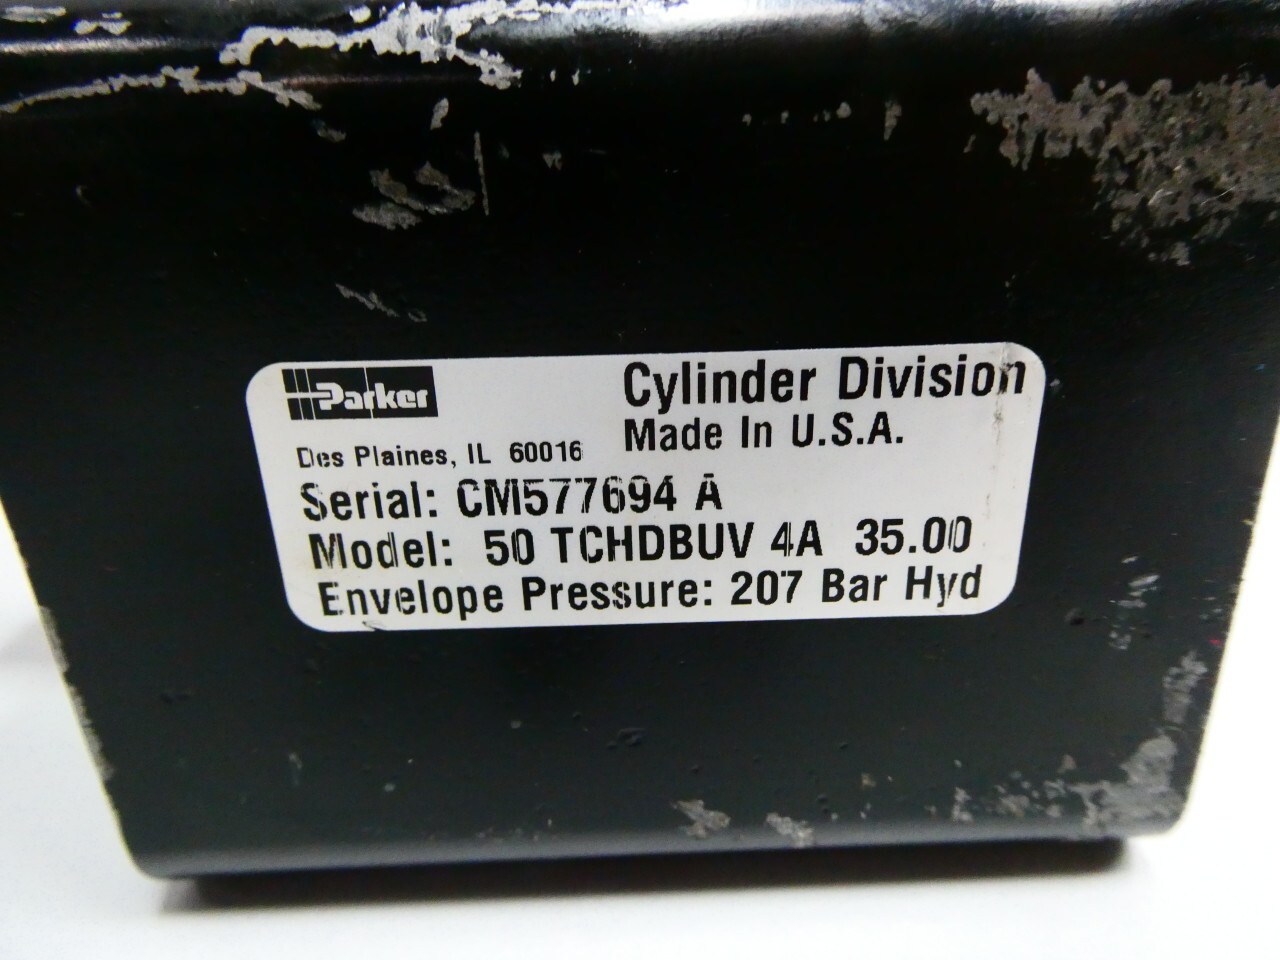 Parker
Cylinder Division
Made In U.S.A.
Des Plaines, IL 60016
Serial: CM577694 A
Model: 50 TCHDBUV 4A 35.00
Envelope Pressure: 207 Bar Hyd